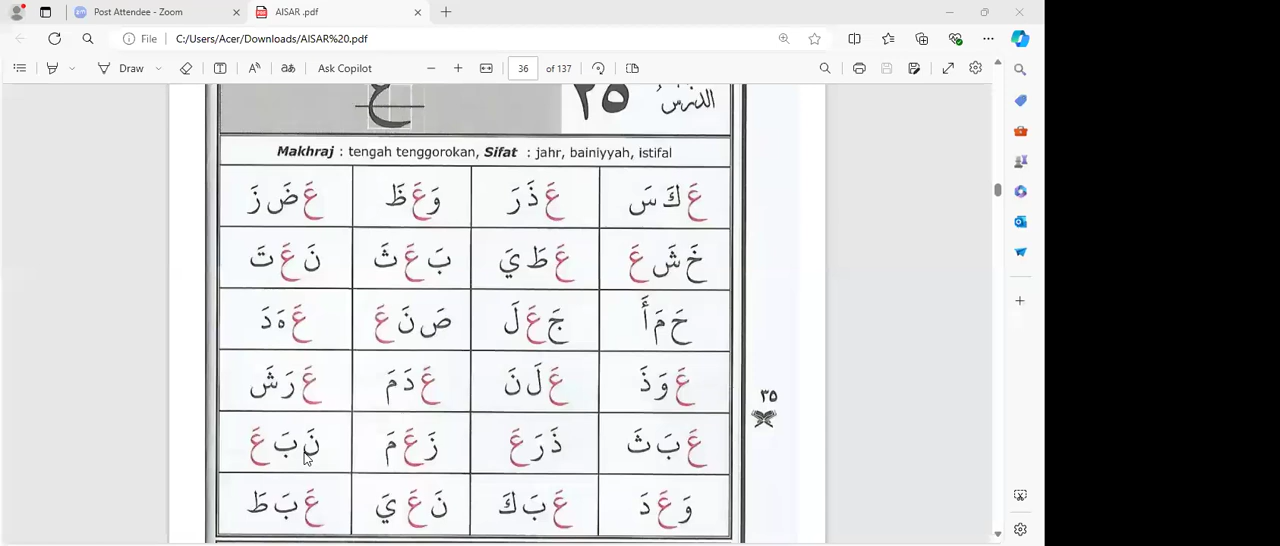 Post Attendee - Zoom
AISAR .pdf
File
C:/Users/Acer/Downloads/AISAR%20.pdf
Draw
Ask Copilot
36
of 137
الدرس ٢٥ ع
Makhraj : tengah tenggorokan, Sifat : jahr, bainiyyah, istifal
عَ كَ سَ عَ ذَ رَ وَ عَ ظَ عَ ضَ زَ
خَ شَ عَ عَ طَ يَ بَ عَ ثَ نَ عَ تَ
حَ مَ أَ جَ عَ لَ صَ نَ عَ عَ هَ دَ
عَ وَ ذَ عَ لَ نَ عَ دَ مَ عَ رَ شَ
٣٥
عَ بَ ثَ ذَ رَ عَ زَ عَ مَ نَ بَ عَ
وَ عَ دَ عَ بَ كَ نَ عَ يَ عَ بَ طَ